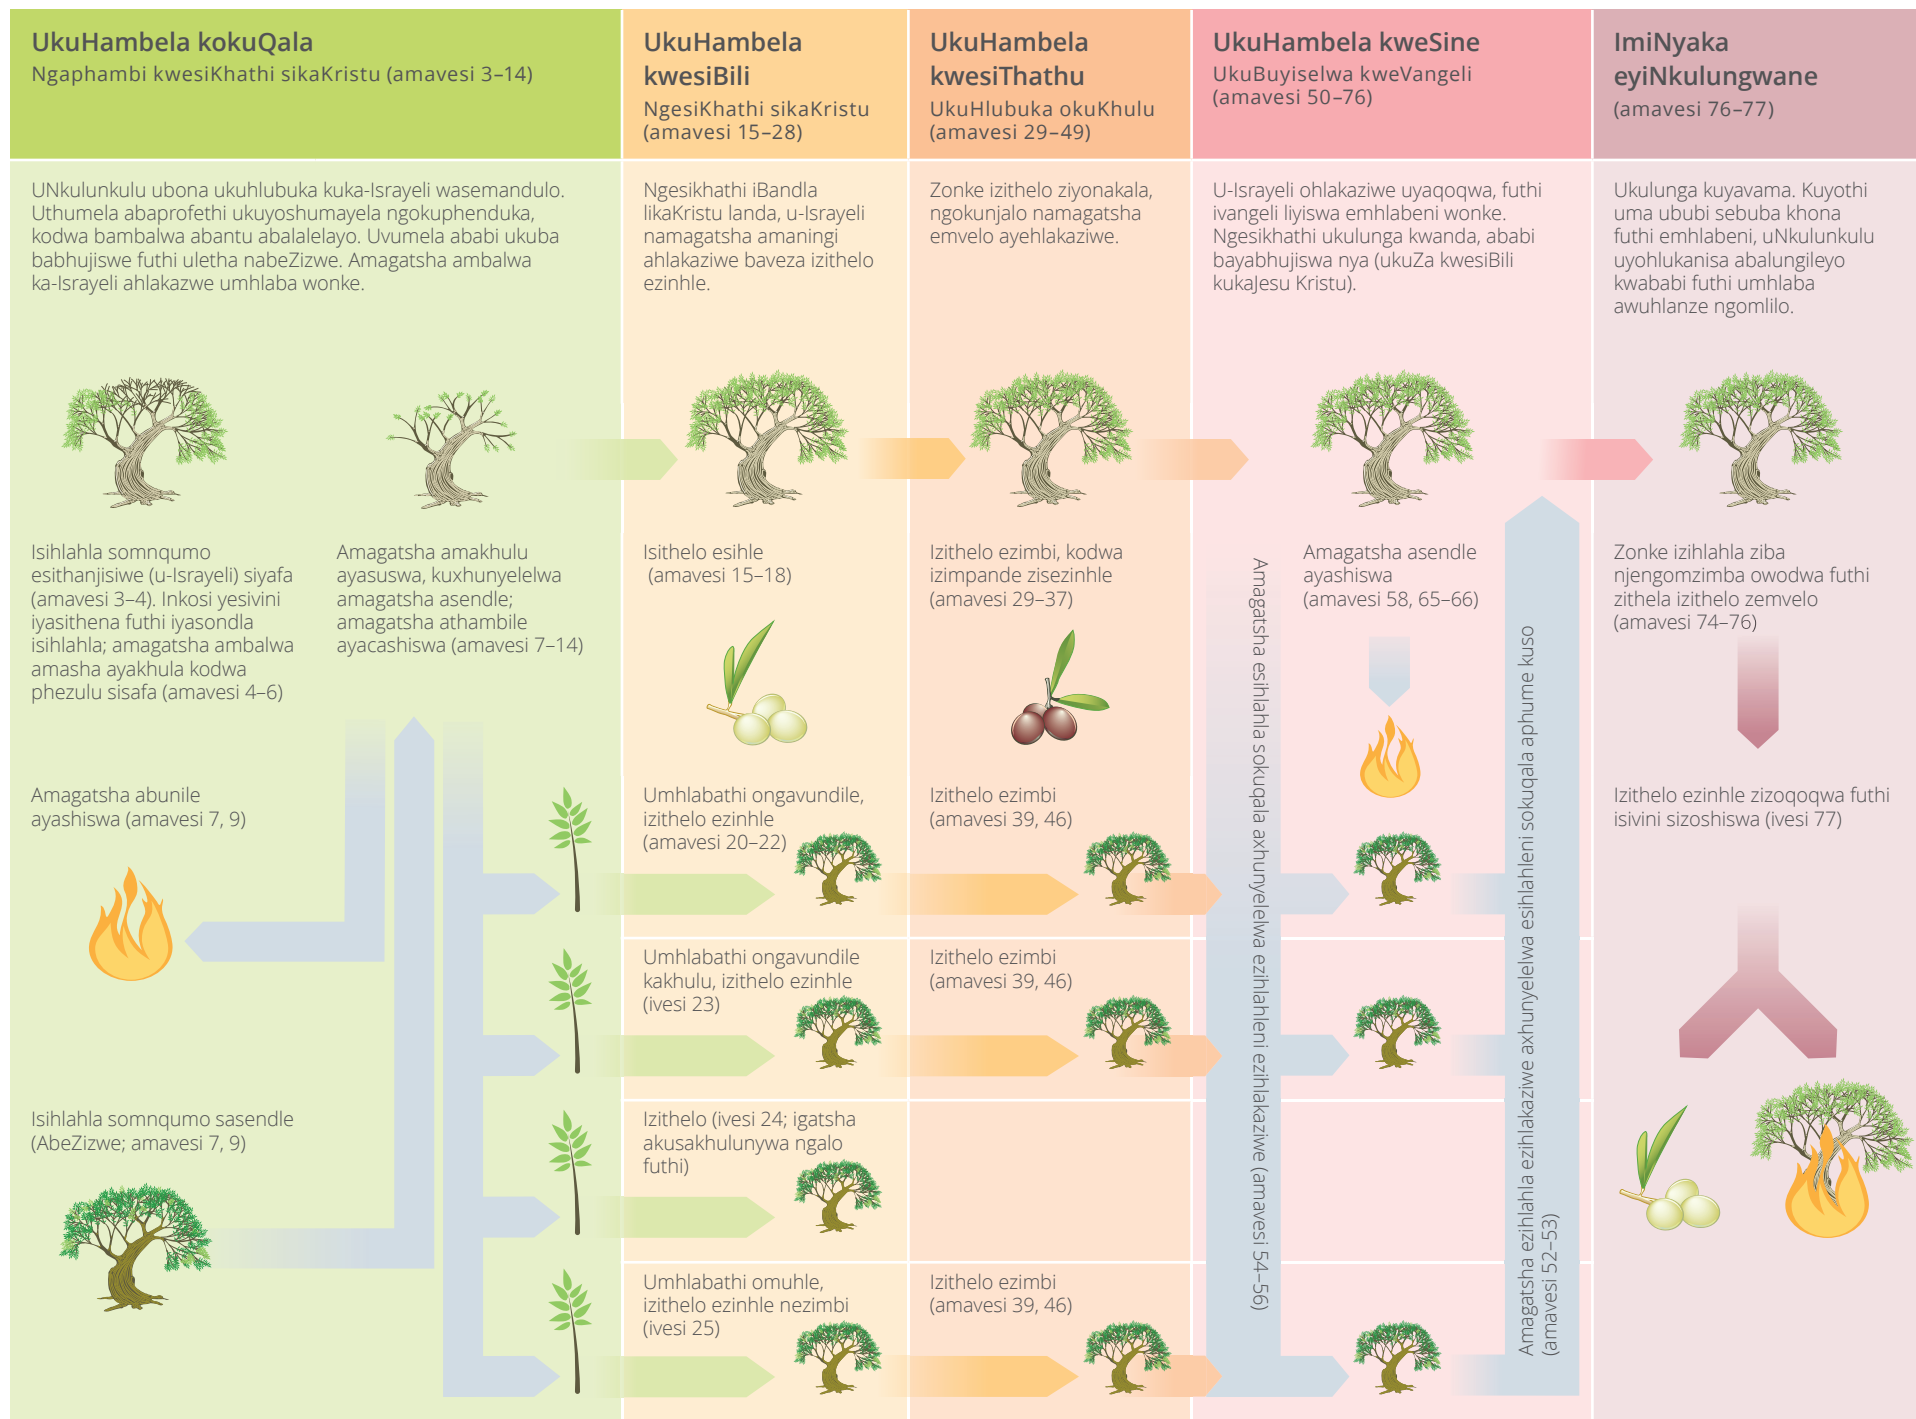 UkuHambela kokuQala
Ngaphambi kwesiKhathi sikaKristu (amavesi 3–14)
UkuHambela
kwesiBili
NgesiKhathi sikaKristu
(amavesi 15–28)
UkuHambela
kwesiThathu
UkuHlubuka okuKhulu
(amavesi 29–49)
UkuHambela kweSine
UkuBuyiselwa kweVangeli
(amavesi 50–76)
ImiNyaka
eyiNkulungwane
(amavesi 76–77)
UNkulunkulu ubona ukuhlubuka kuka-Israyeli wasemandulo.
Uthumela abaprofethi ukuyoshumayela ngokuphenduka,
kodwa bambalwa abantu abalalelayo. Uvumela ababi ukuba
babhujiswe futhi uletha nabeZizwe. Amagatsha ambalwa
ka-Israyeli ahlakazwe umhlaba wonke.
Ngesikhathi iBandla
likaKristu landa, u-Israyeli
namagatsha amaningi
ahlakaziwe baveza izithelo
ezinhle.
Zonke izithelo ziyonakala,
ngokunjalo namagatsha
emvelo ayehlakaziwe.
U-Israyeli ohlakaziwe uyaqoqwa, futhi
ivangeli liyiswa emhlabeni wonke.
Ngesikhathi ukulunga kwanda, ababi
bayabhujiswa nya (ukuZa kwesiBili
kukaJesu Kristu).
Ukulunga kuyavama. Kuyothi
uma ububi sebuba khona
futhi emhlabeni, uNkulunkulu
uyohlukanisa abalungileyo
kwababi futhi umhlaba
awuhlanze ngomlilo.
Isihlahla somnqumo
esithanjisiwe (u-Israyeli) siyafa
(amavesi 3–4). Inkosi yesivini
iyasithena futhi iyasondla
isihlahla; amagatsha ambalwa
amasha ayakhula kodwa
phezulu sisafa (amavesi 4–6)
Amagatsha amakhulu
ayasuswa, kuxhunyelelwa
amagatsha asendle;
amagatsha athambile
ayacashiswa (amavesi 7–14)
Isithelo esihle
(amavesi 15–18)
Izithelo ezimbi, kodwa
izimpande zisezinhle
(amavesi 29–37)
Amagatsha esihlahla sokuqala axhunyelelwa ezihlahleni ezihlakaziwe (amavesi 54–56)
Amagatsha asendle
ayashiswa
(amavesi 58, 65–66)
Amagatsha ezihlahla ezihlakaziwe axhunyelelwa esihlahleni sokuqala aphume kuso
(amavesi 52–53)
Zonke izihlahla ziba
njengomzimba owodwa futhi
zithela izithelo zemvelo
(amavesi 74–76)
Amagatsha abunile
ayashiswa (amavesi 7, 9)
Umhlabathi ongavundile,
izithelo ezinhle
(amavesi 20–22)
Izithelo ezimbi
(amavesi 39, 46)
Izithelo ezinhle zizoqoqwa futhi
isivini sizoshiswa (ivesi 77)
Umhlabathi ongavundile
kakhulu, izithelo ezinhle
(ivesi 23)
Izithelo ezimbi
(amavesi 39, 46)
Isihlahla somnqumo sasendle
(AbeZizwe; amavesi 7, 9)
Izithelo (ivesi 24; igatsha
akusakhulunywa ngalo
futhi)
Umhlabathi omuhle,
izithelo ezinhle nezimbi
(ivesi 25)
Izithelo ezimbi
(amavesi 39, 46)